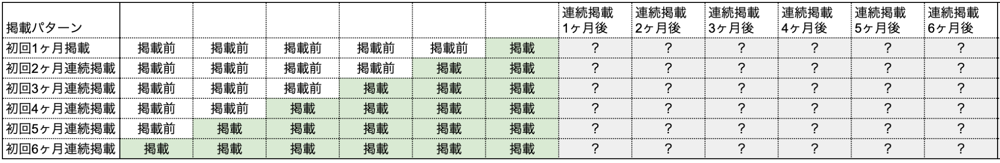 連続掲載 連続掲載 連続掲載 連続掲載 連続掲載 連続掲載
掲載パターン 1ヶ月後 2ヶ月後 3ヶ月後 4ヶ月後 5ヶ月後 6ヶ月後
初回1ヶ月掲載 掲載前 掲載前 掲載前 掲載前 掲載前 掲載 ? ? ? ? ? ?
初回2ヶ月連続掲載 掲載前 掲載前 掲載前 掲載前 掲載 掲載 ? ? ? ? ? ?
初回3ヶ月連続掲載 掲載前 掲載前 掲載前 掲載 掲載 掲載 ? ? ? ? ? ?
初回4ヶ月連続掲載 掲載前 掲載前 掲載 掲載 掲載 掲載 ? ? ? ? ? ?
初回5ヶ月連続掲載 掲載前 掲載 掲載 掲載 掲載 掲載 ? ? ? ? ? ?
初回6ヶ月連続掲載 掲載 掲載 掲載 掲載 掲載 掲載 ? ? ? ? ? ?